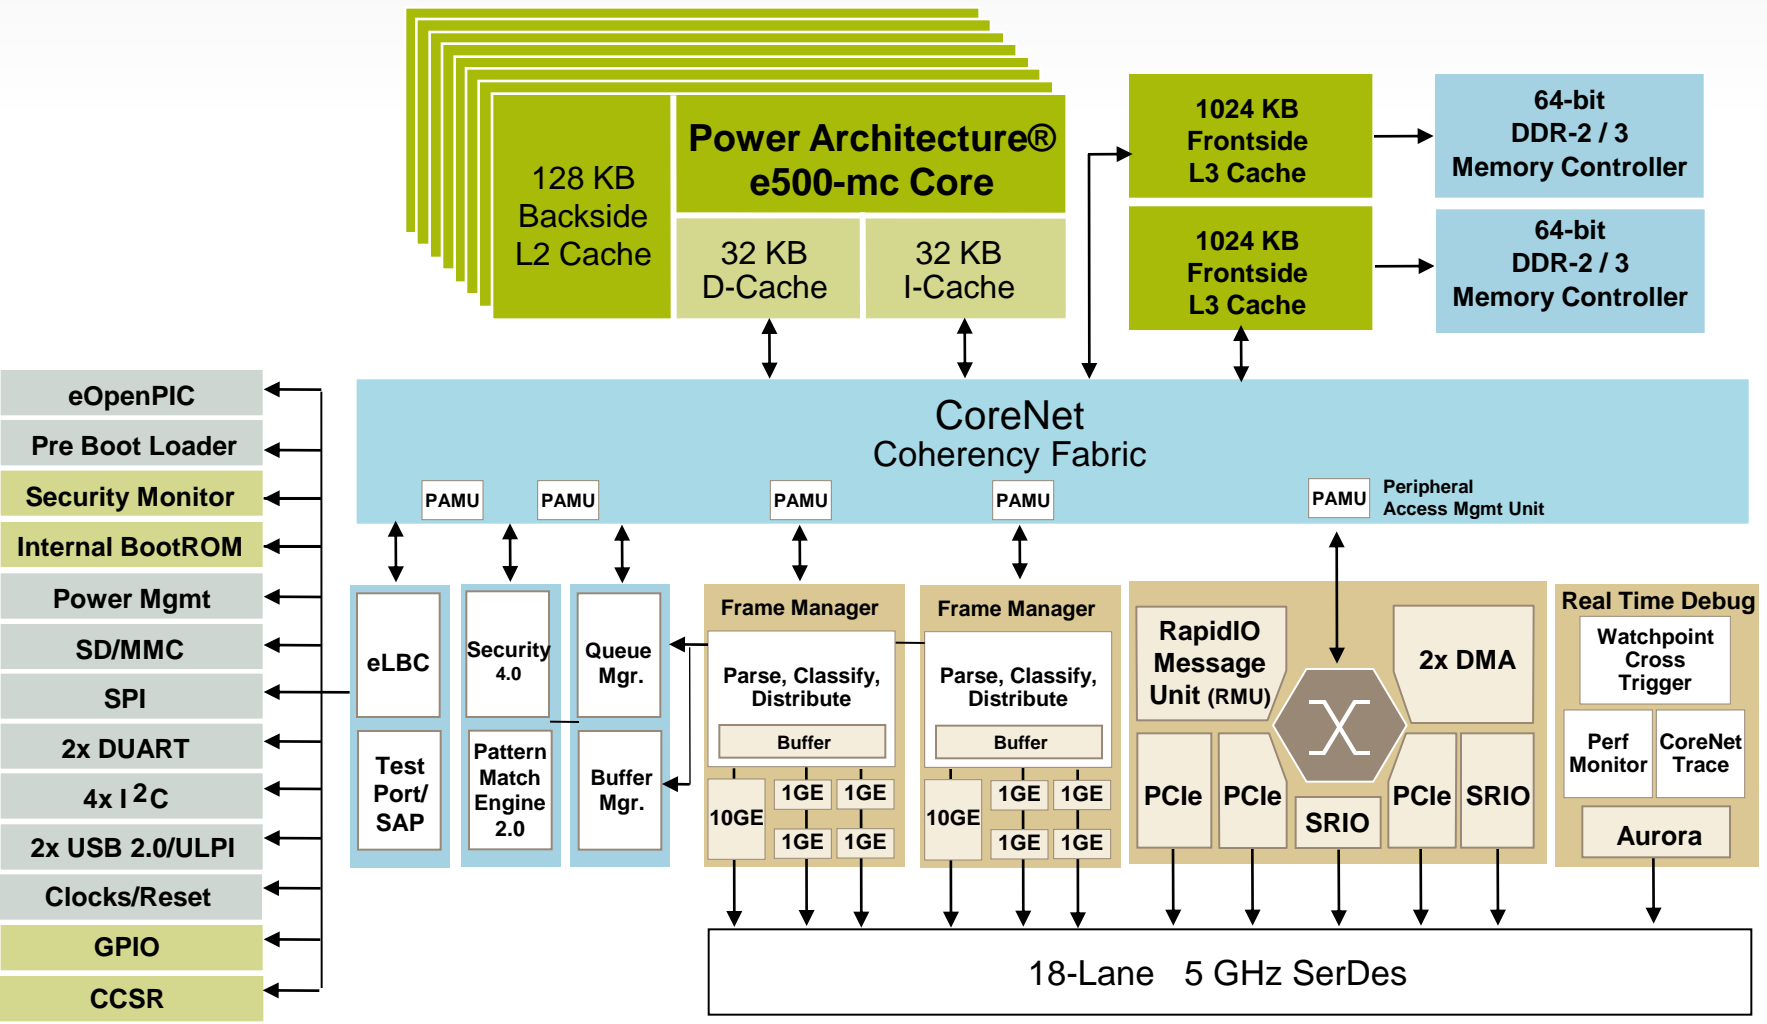 Power Architecture®
e500-mc Core
128 KB
Backside
L2 Cache
32 KB
D-Cache
32 KB
I-Cache
1024 KB
Frontside
L3 Cache
64-bit
DDR-2 / 3
Memory Controller
1024 KB
Frontside
L3 Cache
64-bit
DDR-2 / 3
Memory Controller
CoreNet
Coherency Fabric
PAMU
PAMU
PAMU
PAMU
PAMU
Peripheral
Access Mgmt Unit
eOpenPIC
Pre Boot Loader
Security Monitor
Internal BootROM
Power Mgmt
SD/MMC
SPI
2x DUART
4x I 2 C
2x USB 2.0/ULPI
Clocks/Reset
GPIO
CCSR
eLBC
Test
Port/
SAP
Security
4.0
Pattern
Match
Engine
2.0
Queue
Mgr.
Buffer
Mgr.
Frame Manager
Parse, Classify,
Distribute
Buffer
10GE
1GE
1GE
1GE
1GE
Frame Manager
Parse, Classify,
Distribute
Buffer
10GE
1GE
1GE
1GE
1GE
RapidIO
Message
Unit (RMU)
2x DMA
PCIe
PCIe
SRIO
PCIe
SRIO
Real Time Debug
Watchpoint
Cross
Trigger
Perf
Monitor
CoreNet
Trace
Aurora
18-Lane 5 GHz SerDes